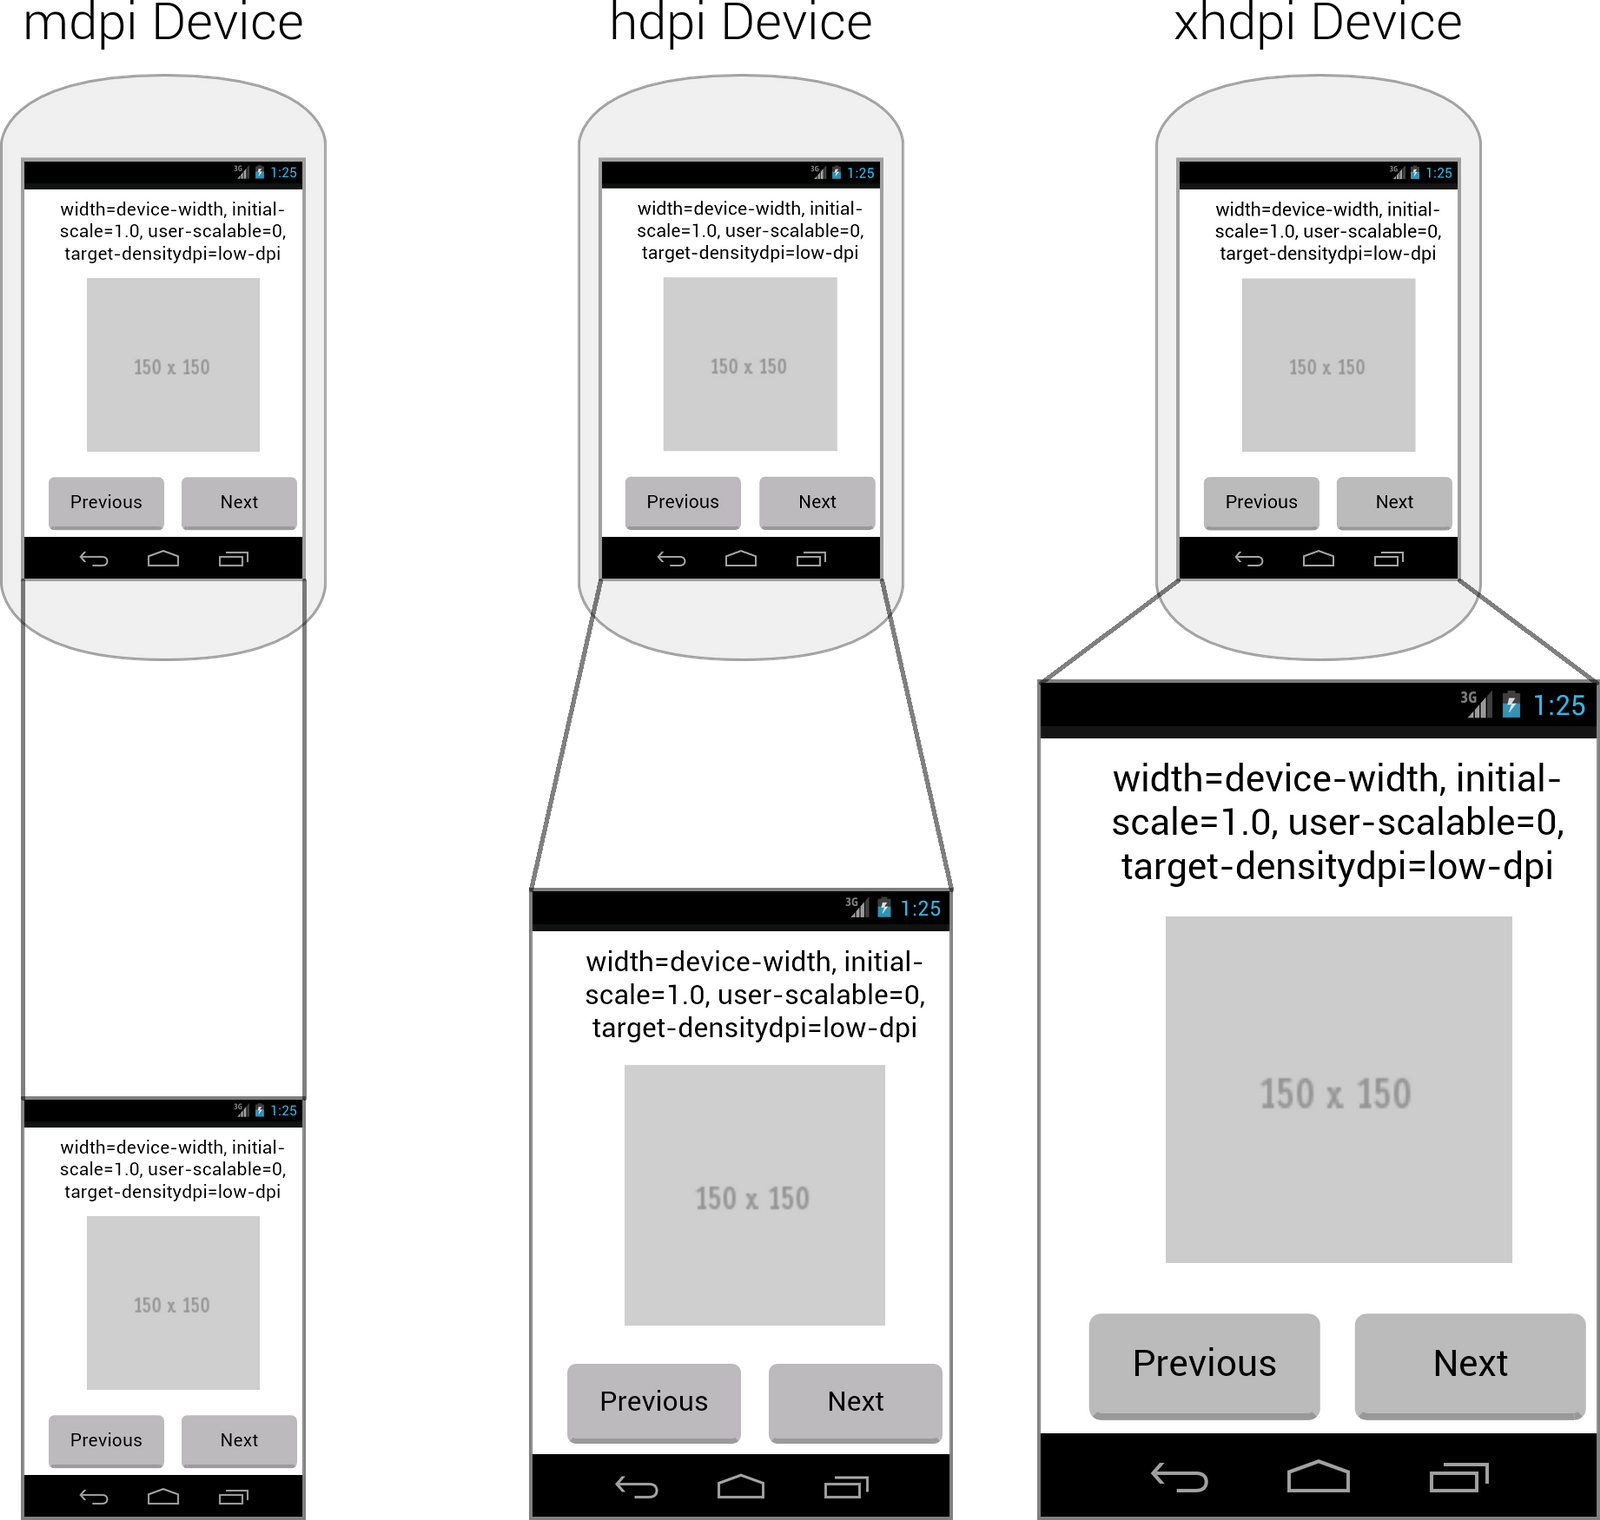 mdpi Device
hdpi Device
xhdpi Device
3G 1:25
width=device-width, initial-
scale=1.0, user-scalable=0,
target-densitydpi=low-dpi
150 x 150
Previous Next
3G 1:25
width=device-width, initial-
scale=1.0, user-scalable=0,
target-densitydpi=low-dpi
150 x 150
Previous Next
3G 1:25
width=device-width, initial-
scale=1.0, user-scalable=0,
target-densitydpi=low-dpi
150 x 150
Previous Next
3G 1:25
width=device-width, initial-
scale=1.0, user-scalable=0,
target-densitydpi=low-dpi
150 x 150
Previous Next
3G 1:25
width=device-width, initial-
scale=1.0, user-scalable=0,
target-densitydpi=low-dpi
150 x 150
Previous Next
3G 1:25
width=device-width, initial-
scale=1.0, user-scalable=0,
target-densitydpi=low-dpi
150 x 150
Previous Next